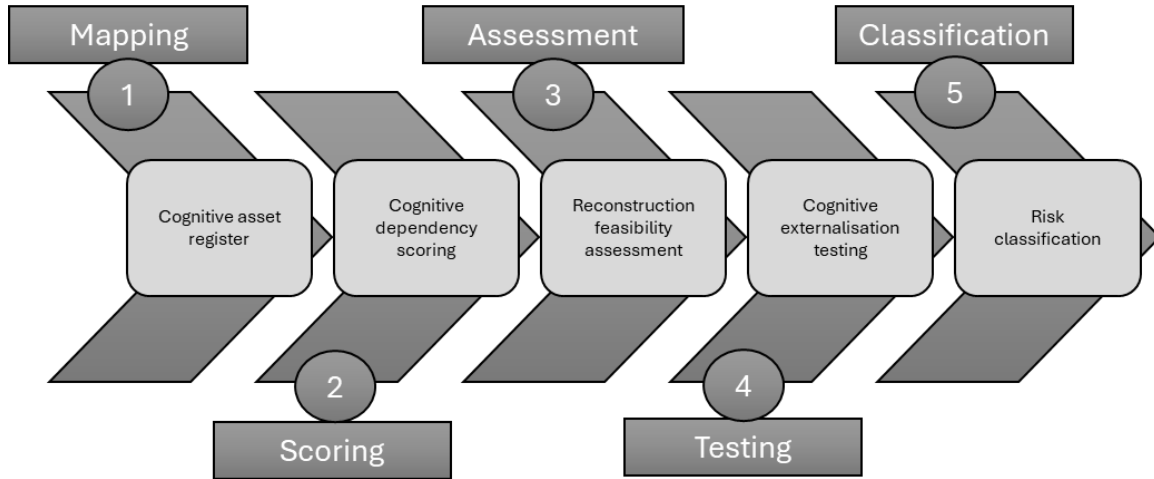 Mapping
Assessment
Classification
1
3
5
Cognitive asset
register
Cognitive
dependency
scoring
Reconstruction
feasibility
assessment
Cognitive
externalisation
testing
Risk
classification
2
4
Scoring
Testing